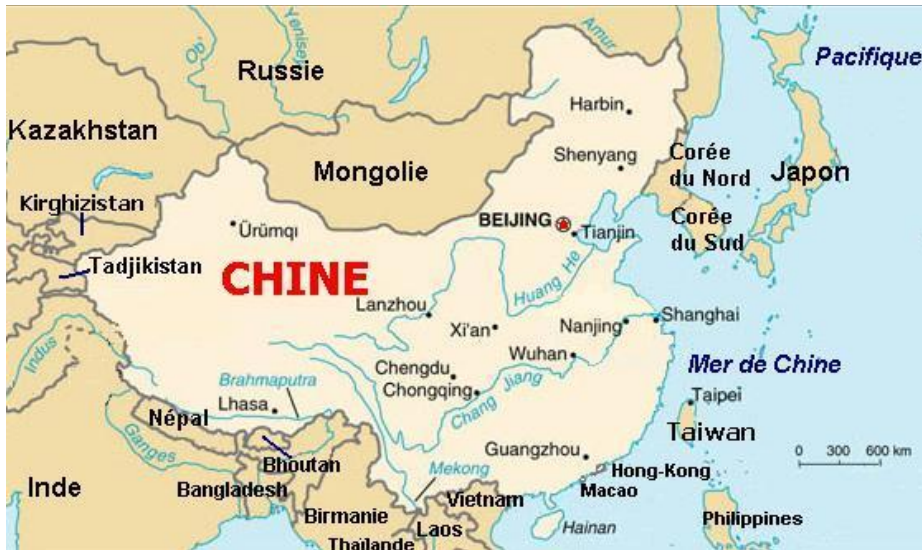 Ob'
Yenisey
Amur
Pacifique
Russie
Harbin
Kazakhstan
Mongolie
Shenyang
Corée
du Nord
Japon
Kirghizistan
BEIJING
Tianjin
Corée
du Sud
Ürümqi
Tadjikistan
CHINE
Huang He
Lanzhou
Xi'an
Nanjing
Shanghai
Indus
Wuhan
Mer de Chine
Chengdu
Chongqing
Chang Jiang
Brahmaputra
Lhasa
Népal
Taipei
Taiwan
Ganges
Bhoutan
Guangzhou
0 300 600 km
Mekong
Hong-Kong
Macao
Inde
Bangladesh
Vietnam
Birmanie
Laos
Hainan
Philippines
Thaïlande